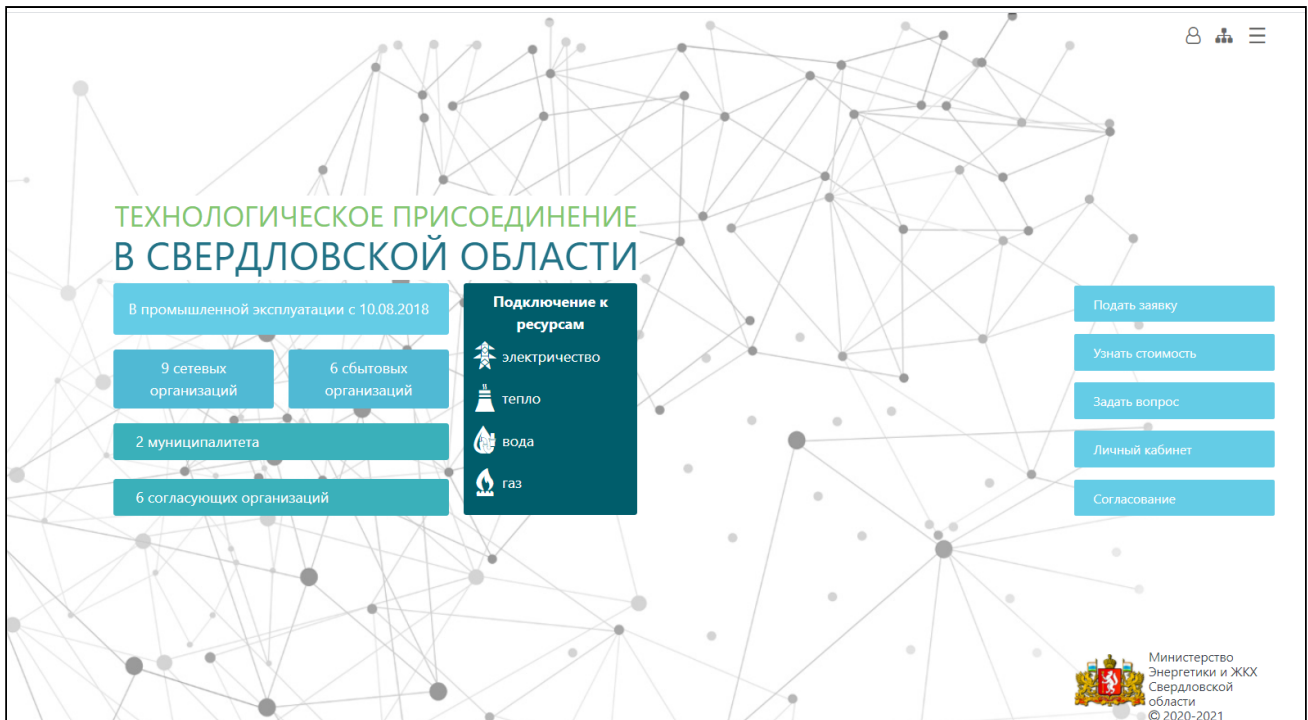 ТЕХНОЛОГИЧЕСКОЕ ПРИСОЕДИНЕНИЕ
В СВЕРДЛОВСКОЙ ОБЛАСТИ
В промышленной эксплуатации с 10.08.2018
9 сетевых
организаций
6 сбытовых
организаций
2 муниципалитета
6 согласующих организаций
Подключение к
ресурсам
электричество
тепло
вода
газ
Подать заявку
Узнать стоимость
Задать вопрос
Личный кабинет
Согласование
Министерство
Энергетики и ЖКХ
Свердловской
области
© 2020-2021